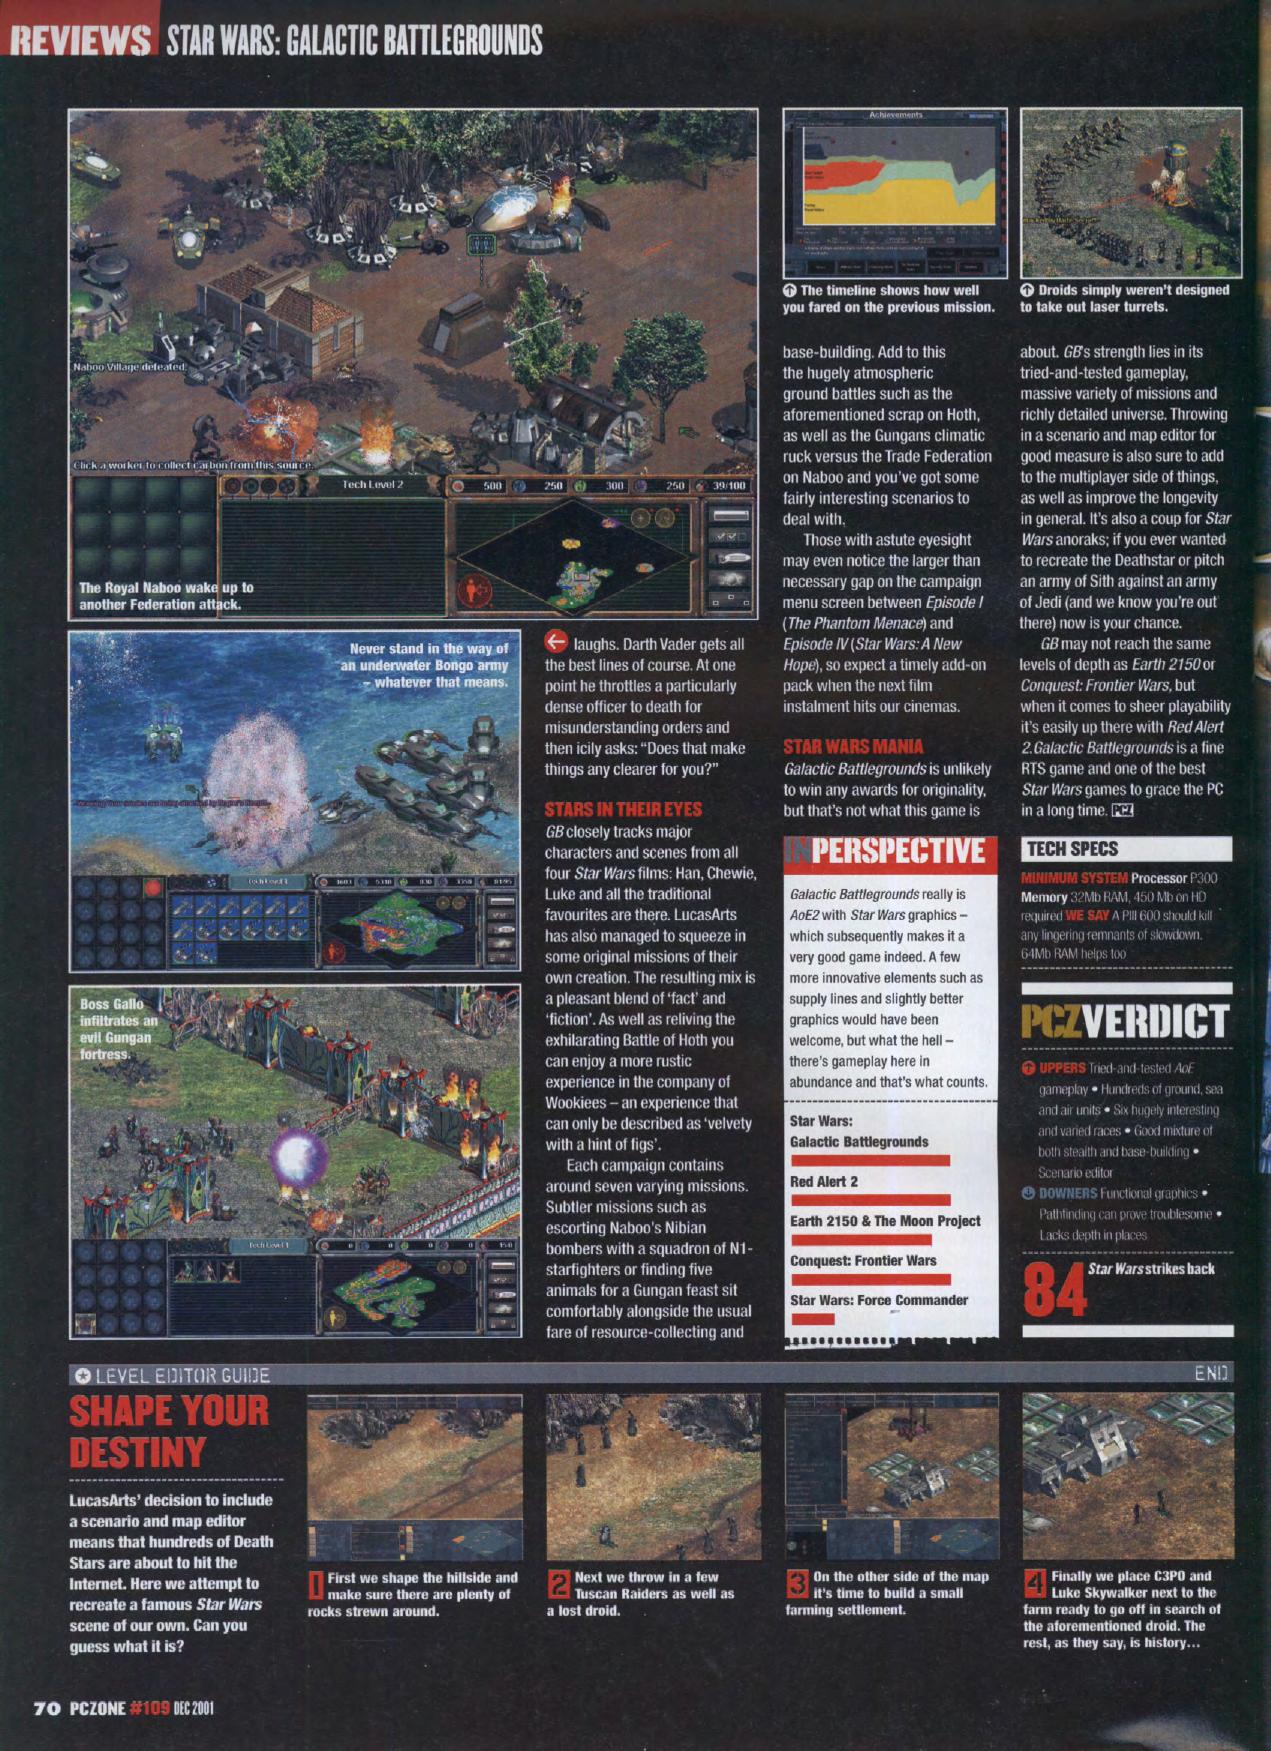 REVIEWS STAR WARS: GALACTIC BATTLEGROUNDS
Naboo Village defeated.
Click a worker to collect carbon from this source.
Tech Level 2
500
250
300
250
39/100
The Royal Naboo wake up to
another Federation attack.
Achievements
The timeline shows how well
you fared on the previous mission.
Droids simply weren't designed
to take out laser turrets.
Never stand in the way of
an underwater Bongo army
– whatever that means.
Boss Gallo
infiltrates an
evil Gungan
fortress.
Tech Level 1
laughs. Darth Vader gets all
the best lines of course. At one
point he throttles a particularly
dense officer to death for
misunderstanding orders and
then icily asks: “Does that make
things any clearer for you?”
STARS IN THEIR EYES
GB closely tracks major
characters and scenes from all
four Star Wars films: Han, Chewie,
Luke and all the traditional
favourites are there. LucasArts
has also managed to squeeze in
some original missions of their
own creation. The resulting mix is
a pleasant blend of ‘fact’ and
‘fiction’. As well as reliving the
exhilarating Battle of Hoth you
can enjoy a more rustic
experience in the company of
Wookiees – an experience that
can only be described as ‘velvety
with a hint of figs’.
Each campaign contains
around seven varying missions.
Subtler missions such as
escorting Naboo's Nibian
bombers with a squadron of N1-
starfighters or finding five
animals for a Gungan feast sit
comfortably alongside the usual
fare of resource-collecting and
base-building. Add to this
the hugely atmospheric
ground battles such as the
aforementioned scrap on Hoth,
as well as the Gungans climatic
ruck versus the Trade Federation
on Naboo and you've got some
fairly interesting scenarios to
deal with.
Those with astute eyesight
may even notice the larger than
necessary gap on the campaign
menu screen between Episode I
(The Phantom Menace) and
Episode IV (Star Wars: A New
Hope), so expect a timely add-on
pack when the next film
instalment hits our cinemas.
STAR WARS MANIA
Galactic Battlegrounds is unlikely
to win any awards for originality,
but that's not what this game is
about. GB's strength lies in its
tried-and-tested gameplay,
massive variety of missions and
richly detailed universe. Throwing
in a scenario and map editor for
good measure is also sure to add
to the multiplayer side of things,
as well as improve the longevity
in general. It's also a coup for Star
Wars anoraks; if you ever wanted
to recreate the Deathstar or pitch
an army of Sith against an army
of Jedi (and we know you're out
there) now is your chance.
GB may not reach the same
levels of depth as Earth 2150 or
Conquest: Frontier Wars, but
when it comes to sheer playability
it's easily up there with Red Alert
2. Galactic Battlegrounds is a fine
RTS game and one of the best
Star Wars games to grace the PC
in a long time. PCZ
INPERSPECTIVE
Galactic Battlegrounds really is
AoE2 with Star Wars graphics –
which subsequently makes it a
very good game indeed. A few
more innovative elements such as
supply lines and slightly better
graphics would have been
welcome, but what the hell –
there's gameplay here in
abundance and that's what counts.
Star Wars:
Galactic Battlegrounds
Red Alert 2
Earth 2150 & The Moon Project
Conquest: Frontier Wars
Star Wars: Force Commander
TECH SPECS
MINIMUM SYSTEM Processor P300
Memory 32Mb RAM, 450 Mb on HD
required WE SAY A PIII 600 should kill
any lingering remnants of slowdown.
64Mb RAM helps too
PCZVERDICT
UPPERS Tried-and-tested AoE
gameplay • Hundreds of ground, sea
and air units • Six hugely interesting
and varied races • Good mixture of
both stealth and base-building •
Scenario editor
DOWNERS Functional graphics •
Pathfinding can prove troublesome •
Lacks depth in places
84 Star Wars strikes back
LEVEL EDITOR GUIDE
END
SHAPE YOUR
DESTINY
LucasArts' decision to include
a scenario and map editor
means that hundreds of Death
Stars are about to hit the
Internet. Here we attempt to
recreate a famous Star Wars
scene of our own. Can you
guess what it is?
1 First we shape the hillside and
make sure there are plenty of
rocks strewn around.
2 Next we throw in a few
Tuscan Raiders as well as
a lost droid.
3 On the other side of the map
it's time to build a small
farming settlement.
4 Finally we place C3PO and
Luke Skywalker next to the
farm ready to go off in search of
the aforementioned droid. The
rest, as they say, is history...
70 PCZONE #109 DEC 2001